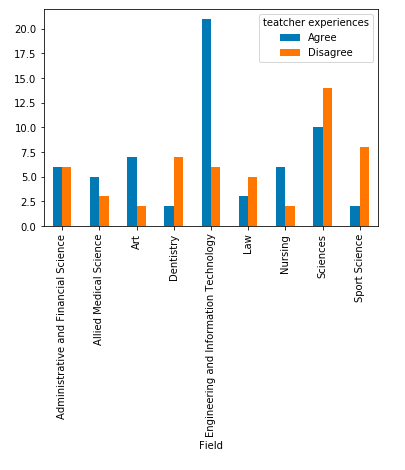 teatcher experiences
Agree
Disagree
20.0
17.5
15.0
12.5
10.0
7.5
5.0
2.5
0.0
Administrative and Financial Science
Allied Medical Science
Art
Dentistry
Engineering and Information Technology
Law
Nursing
Sciences
Sport Science
Field